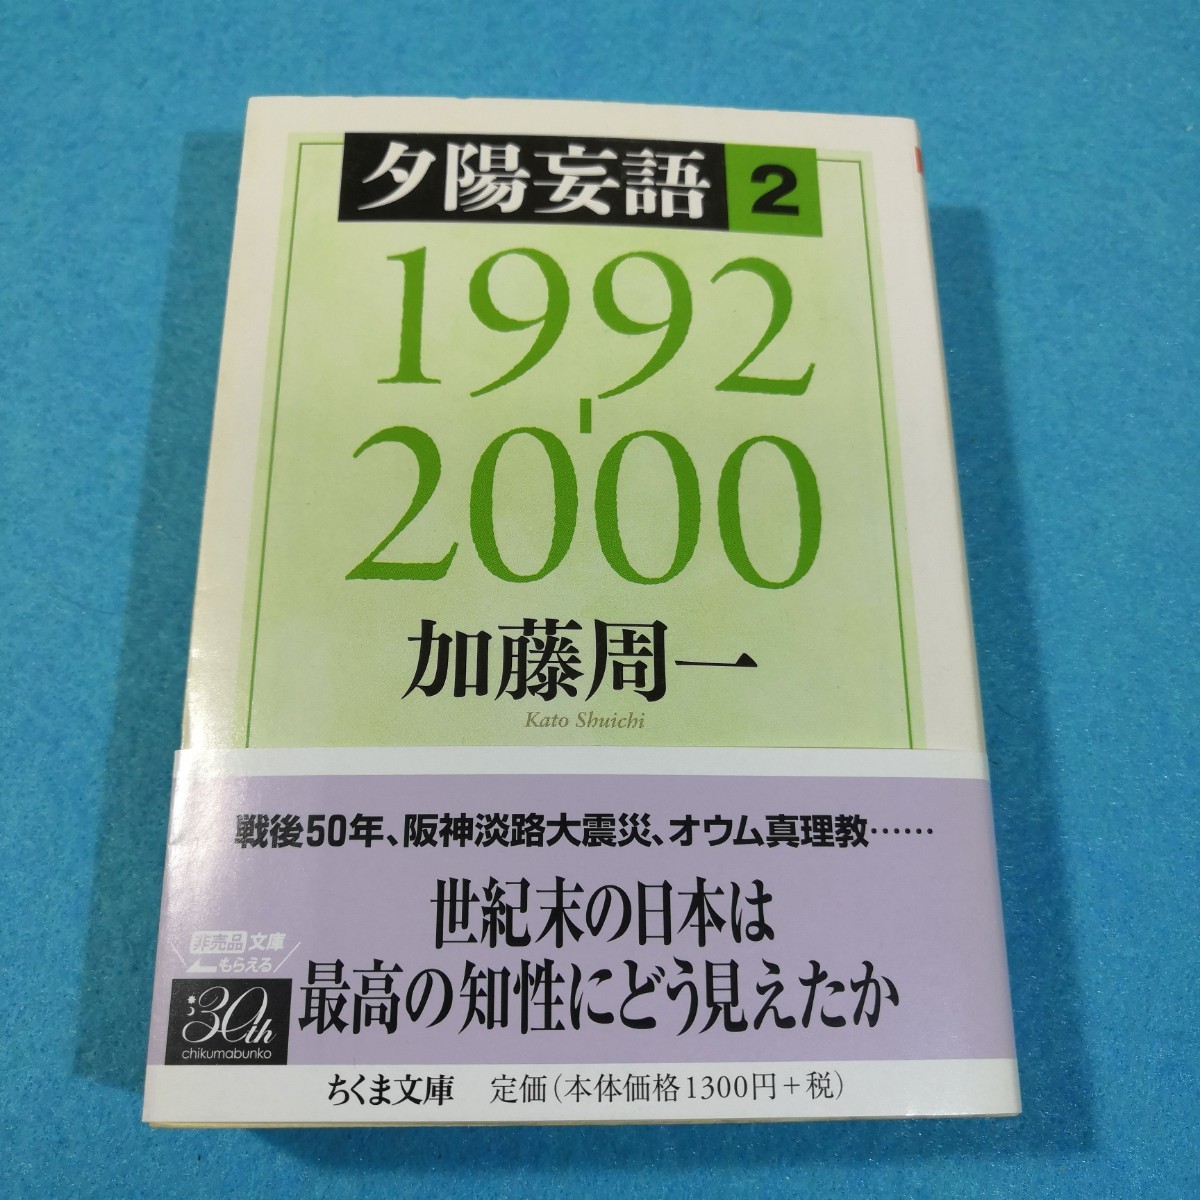 夕陽妄語 2
1992
-
2000
加藤周一
Kato Shuichi
戦後50年、阪神淡路大震災、オウム真理教……
世紀末の日本は
最高の知性にどう見えたか
非売品 文庫
もらえる
30th
chikumabunko
ちくま文庫 定価(本体価格1300円+税)